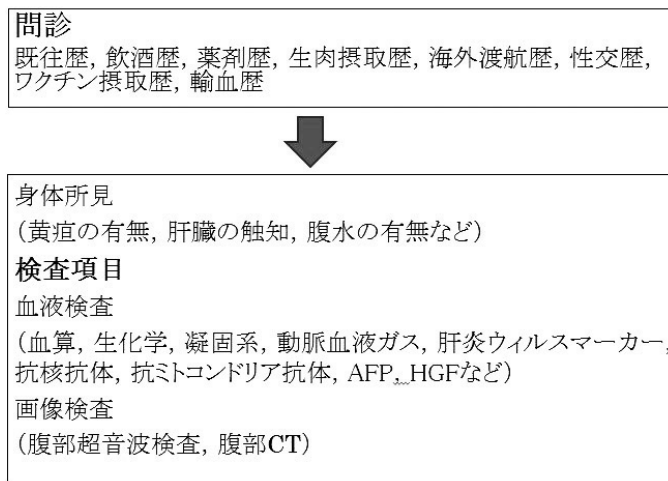 問診
既往歴, 飲酒歴, 薬剤歴, 生肉摂取歴, 海外渡航歴, 性交歴,
ワクチン摂取歴, 輸血歴
身体所見
(黄疸の有無, 肝臓の触知, 腹水の有無など)
検査項目
血液検査
(血算, 生化学, 凝固系, 動脈血液ガス, 肝炎ウィルスマーカー,
抗核抗体, 抗ミトコンドリア抗体, AFP, HGFなど)
画像検査
(腹部超音波検査, 腹部CT)